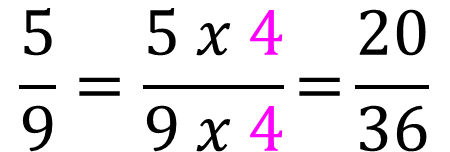 5/9 = 5 x 4/9 x 4 = 20/36